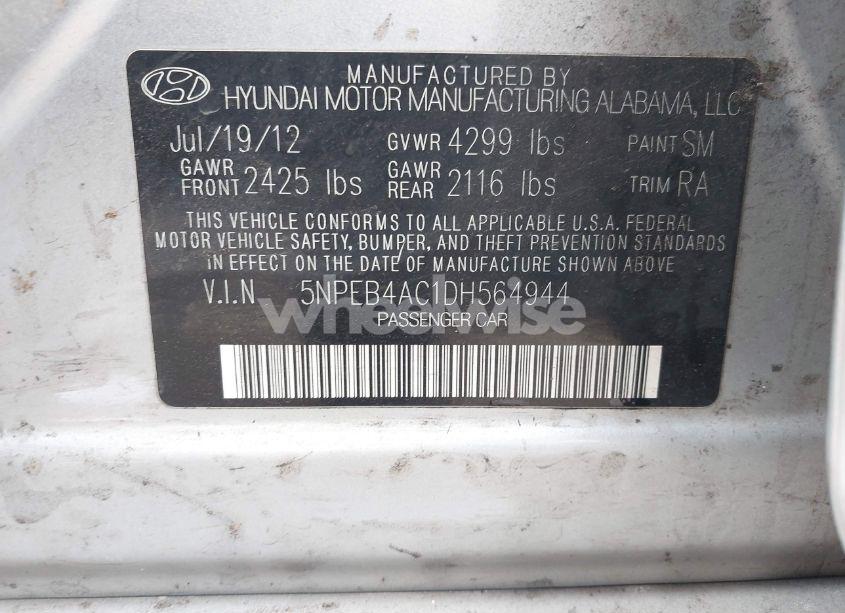 MANUFACTURED BY
HYUNDAI MOTOR MANUFACTURING ALABAMA, LLC
Jul/19/12 GVWR 4299 lbs PAINT SM
GAWR FRONT 2425 lbs GAWR REAR 2116 lbs TRIM RA
THIS VEHICLE CONFORMS TO ALL APPLICABLE U.S.A. FEDERAL
MOTOR VEHICLE SAFETY, BUMPER, AND THEFT PREVENTION STANDARDS
IN EFFECT ON THE DATE OF MANUFACTURE SHOWN ABOVE.
V.I.N 5NPEB4AC1DH564944
wheelwise
PASSENGER CAR